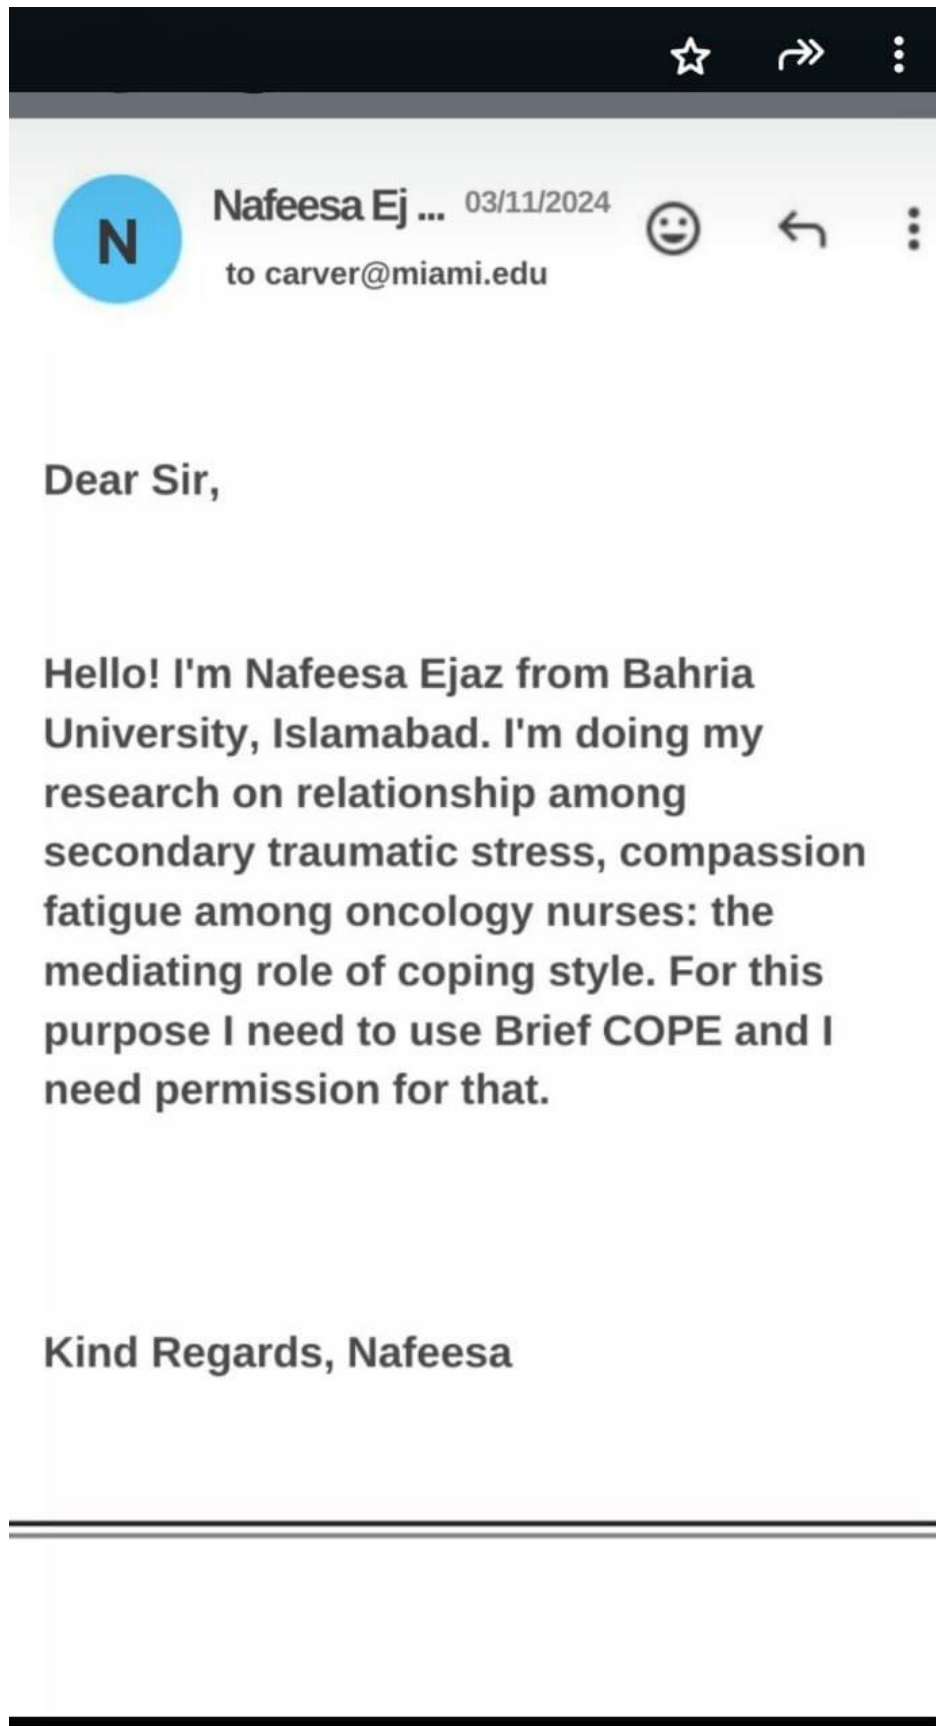 Nafeesa Ej ... 03/11/2024
N
to carver@miami.edu
Dear Sir,
Hello! I'm Nafeesa Ejaz from Bahria
University, Islamabad. I'm doing my
research on relationship among
secondary traumatic stress, compassion
fatigue among oncology nurses: the
mediating role of coping style. For this
purpose I need to use Brief COPE and I
need permission for that.
Kind Regards, Nafeesa